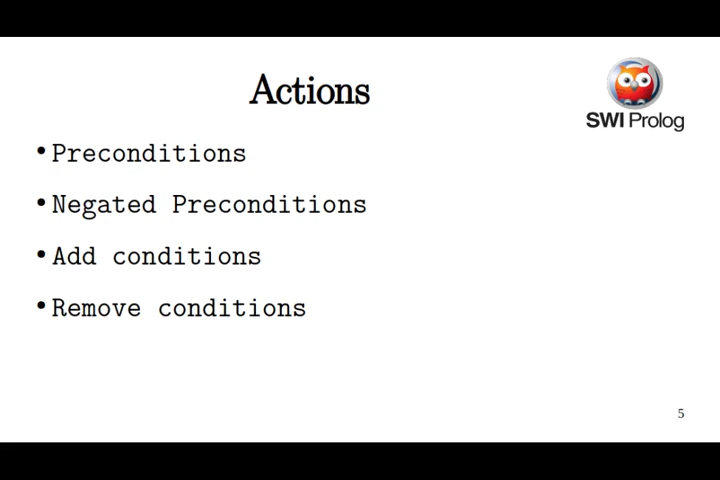 Actions
SWI Prolog
• Preconditions
• Negated Preconditions
• Add conditions
• Remove conditions
5